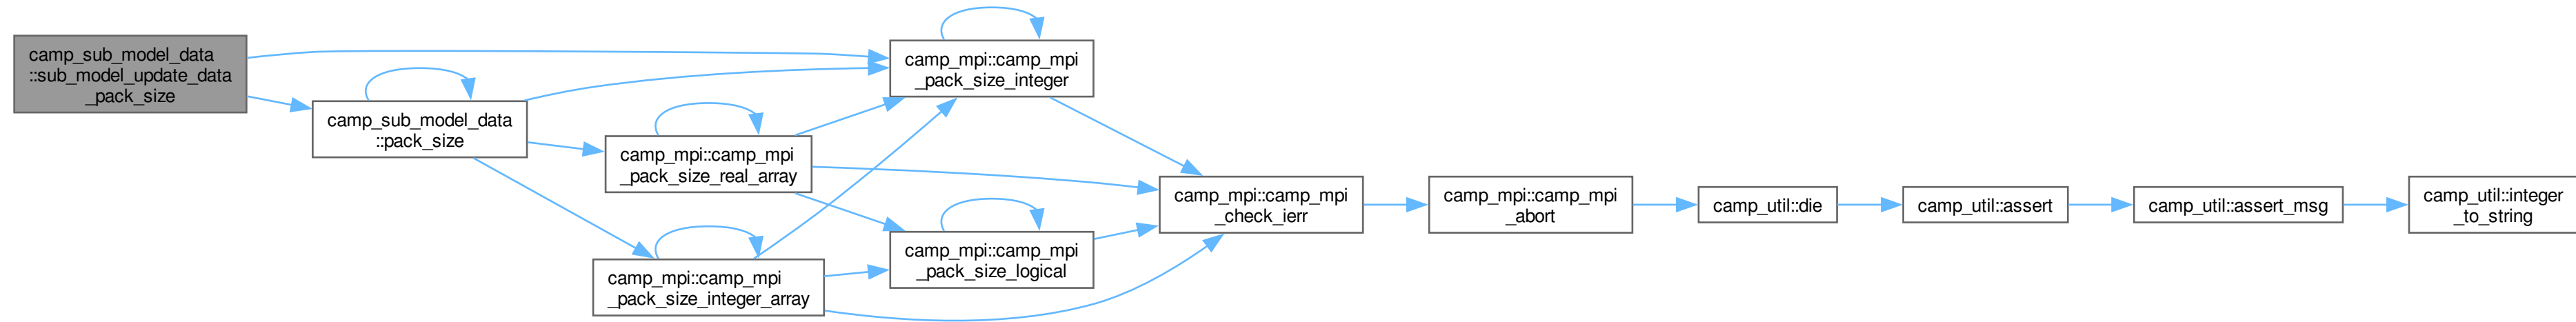 camp_sub_model_data
::sub_model_update_data
_pack_size
camp_sub_model_data
::pack_size
camp_mpi::camp_mpi
_pack_size_integer
camp_mpi::camp_mpi
_pack_size_real_array
camp_mpi::camp_mpi
_pack_size_integer_array
camp_mpi::camp_mpi
_pack_size_logical
camp_mpi::camp_mpi
_check_ierr
camp_mpi::camp_mpi
_abort
camp_util::die
camp_util::assert
camp_util::assert_msg
camp_util::integer
_to_string